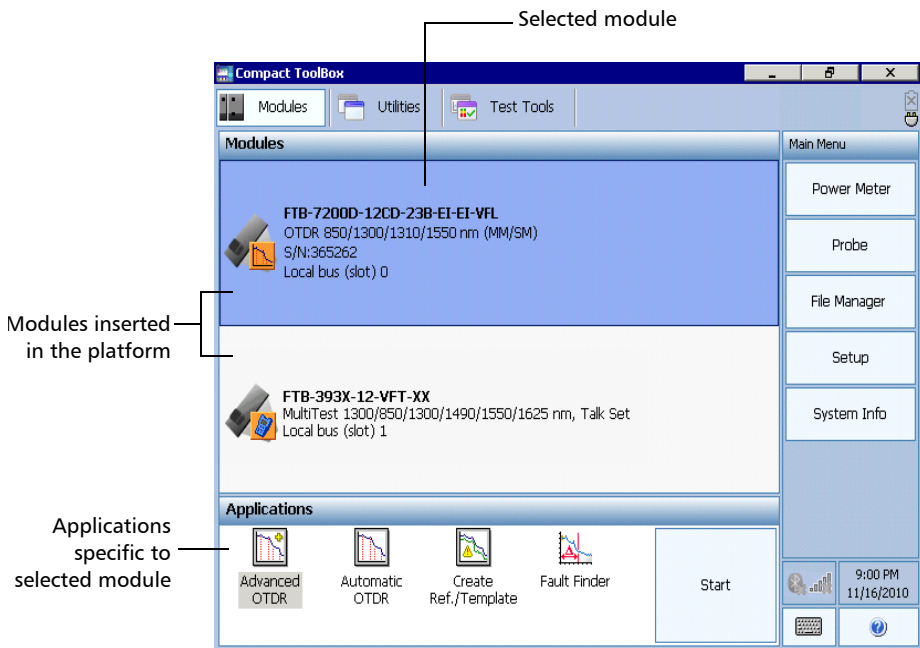 Selected module
Compact ToolBox
Modules
Utilities
Test Tools
Modules
FTB-7200D-12CD-23B-EI-EI-VFL
OTDR 850/1300/1310/1550 nm (MM/SM)
S/N:365262
Local bus (slot) 0
Modules inserted
in the platform
FTB-393X-12-VFT-XX
MultiTest 1300/850/1300/1490/1550/1625 nm, Talk Set
Local bus (slot) 1
Applications
Applications
specific to
selected module
Advanced
OTDR
Automatic
OTDR
Create
Ref./Template
Fault Finder
Start
Main Menu
Power Meter
Probe
File Manager
Setup
System Info
9:00 PM
11/16/2010